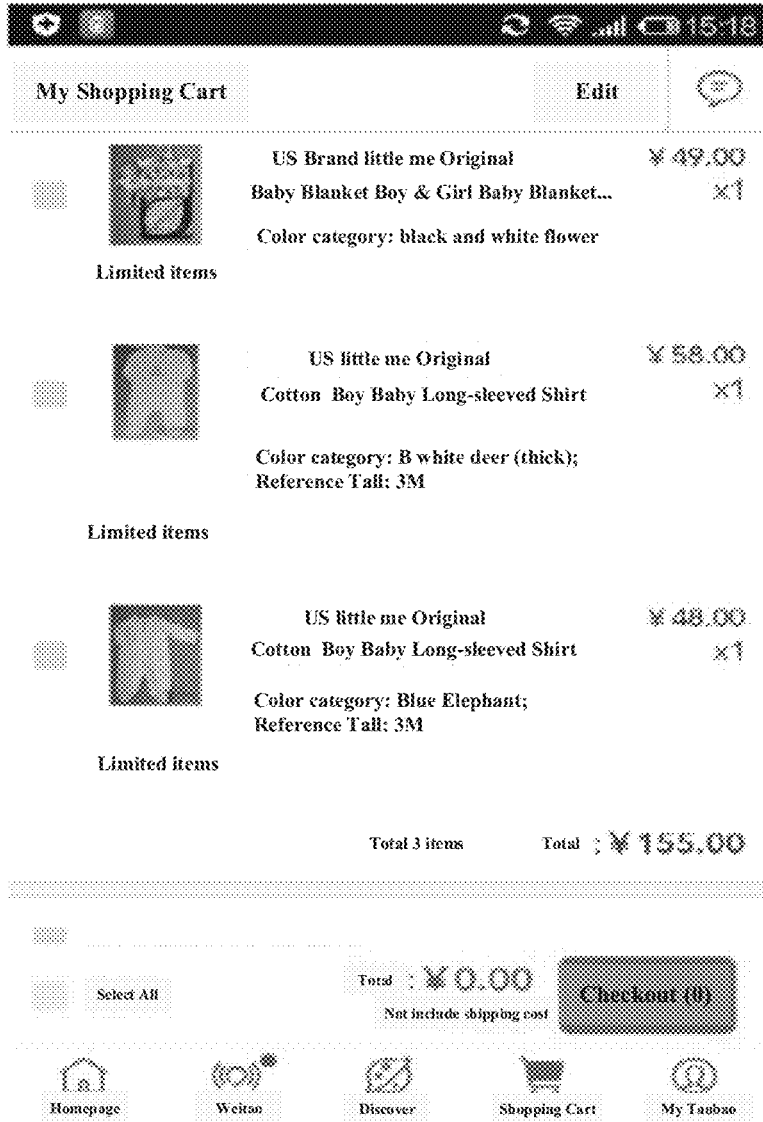 15:18
My Shopping Cart
Edit
US Brand little me Original
¥ 49.00
Baby Blanket Boy & Girl Baby Blanket...
×1
Color category: black and white flower
Limited items
US little me Original
¥ 58.00
Cotton Boy Baby Long-sleeved Shirt
×1
Color category: B white deer (thick);
Reference Tall: 3M
Limited items
US little me Original
¥ 48.00
Cotton Boy Baby Long-sleeved Shirt
×1
Color category: Blue Elephant;
Reference Tall: 3M
Limited items
Total 3 items Total : ¥ 155.00
Total : ¥ 0.00
Select All
Checkout (0)
Not include shipping cost
Homepage Weitao Discover Shopping Cart My Taobao